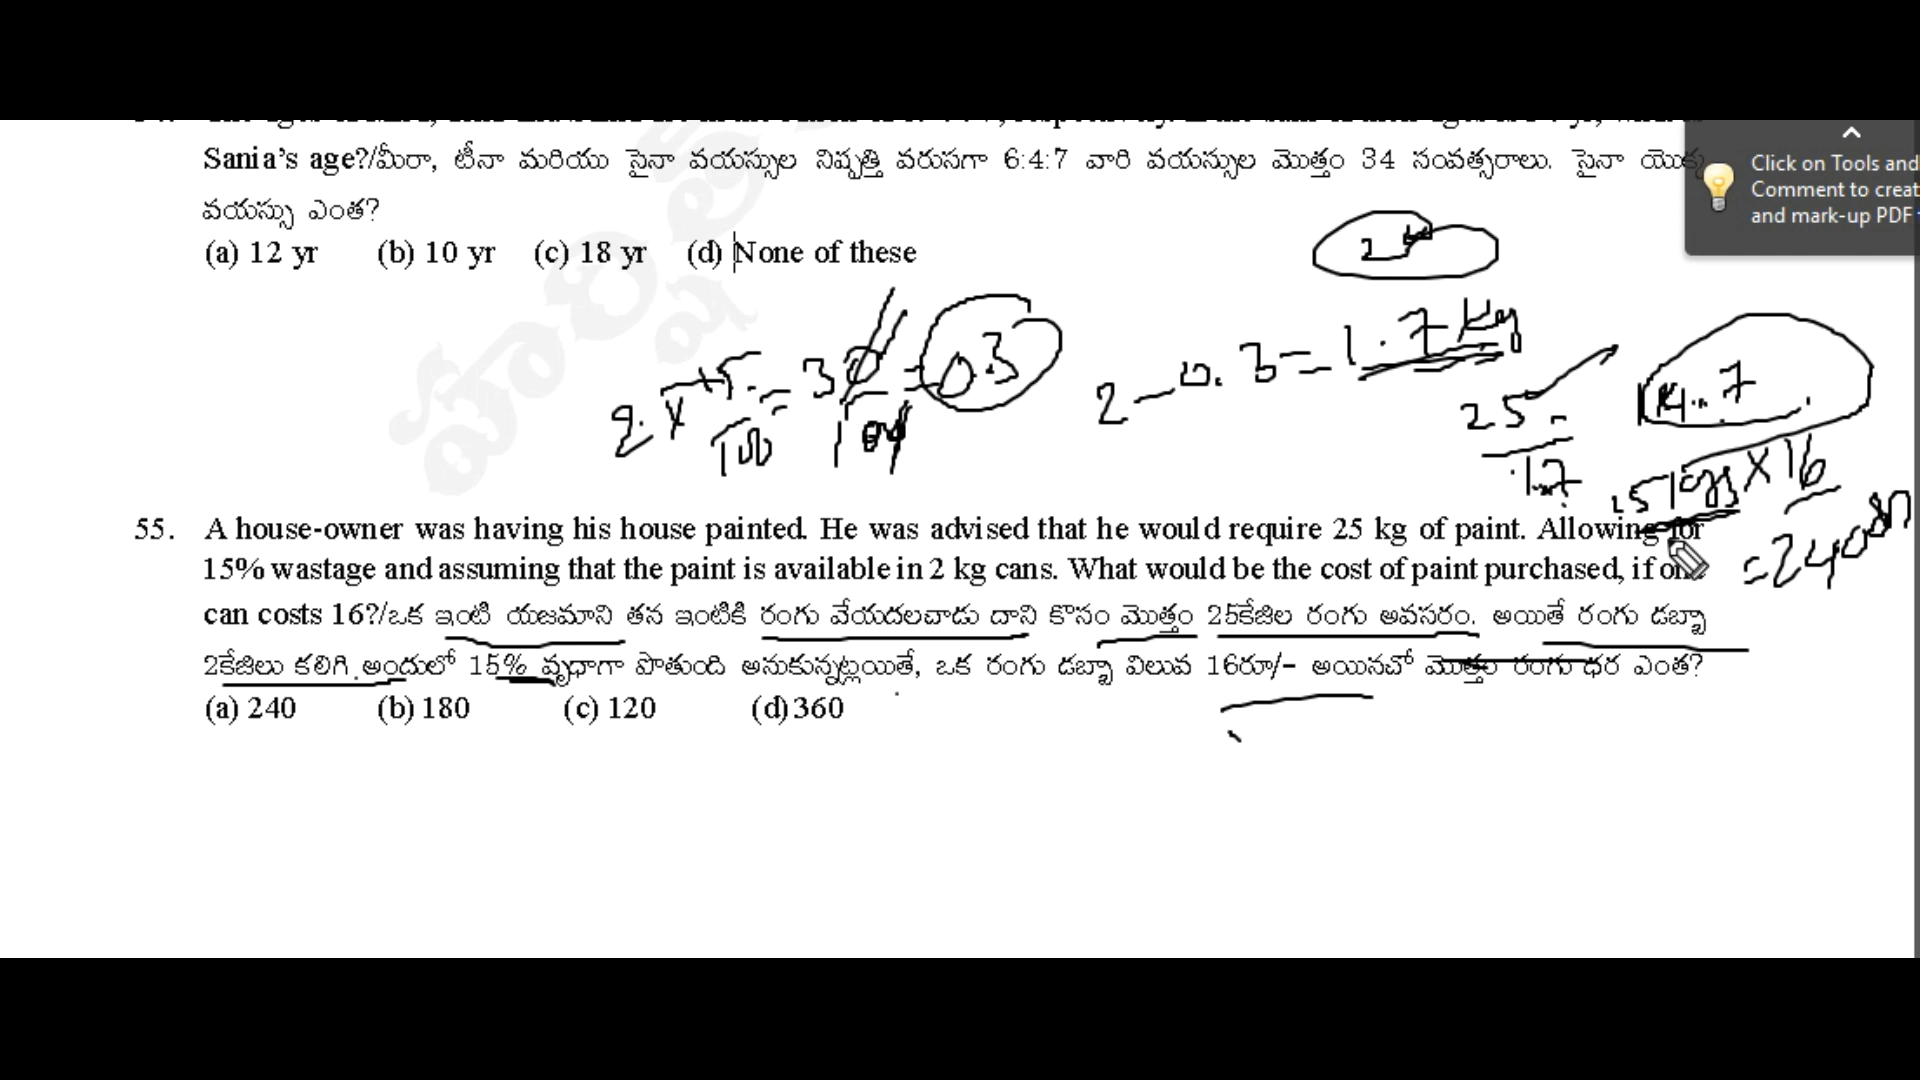 Sania's age?/మీరా, టీనా మరియు సైనా వయస్సుల నిష్పత్తి వరుసగా 6:4:7 వారి వయస్సుల మొత్తం 34 సంవత్సరాలు. సైనా యొక్క
వయస్సు ఎంత?
(a) 12 yr (b) 10 yr (c) 18 yr (d) None of these
Click on Tools and
Comment to creat
and mark-up PDF
2 × 15/100 = 30/100 = 0.3
2 - 0.3 = 1.7 kg
25/1.7
14.7
× 16
= 240
55. A house-owner was having his house painted. He was advised that he would require 25 kg of paint. Allowing for
15% wastage and assuming that the paint is available in 2 kg cans. What would be the cost of paint purchased, if one
can costs 16?/ఒక ఇంటి యజమాని తన ఇంటికి రంగు వేయదలచాడు దాని కొసం మొత్తం 25కేజిల రంగు అవసరం. అయితే రంగు డబ్బా
2కేజిలు కలిగి అందులో 15% వృధాగా పొతుంది అనుకున్నట్లయితే, ఒక రంగు డబ్బా విలువ 16రూ/- అయినచో మొత్తం రంగు ధర ఎంత?
(a) 240 (b) 180 (c) 120 (d) 360